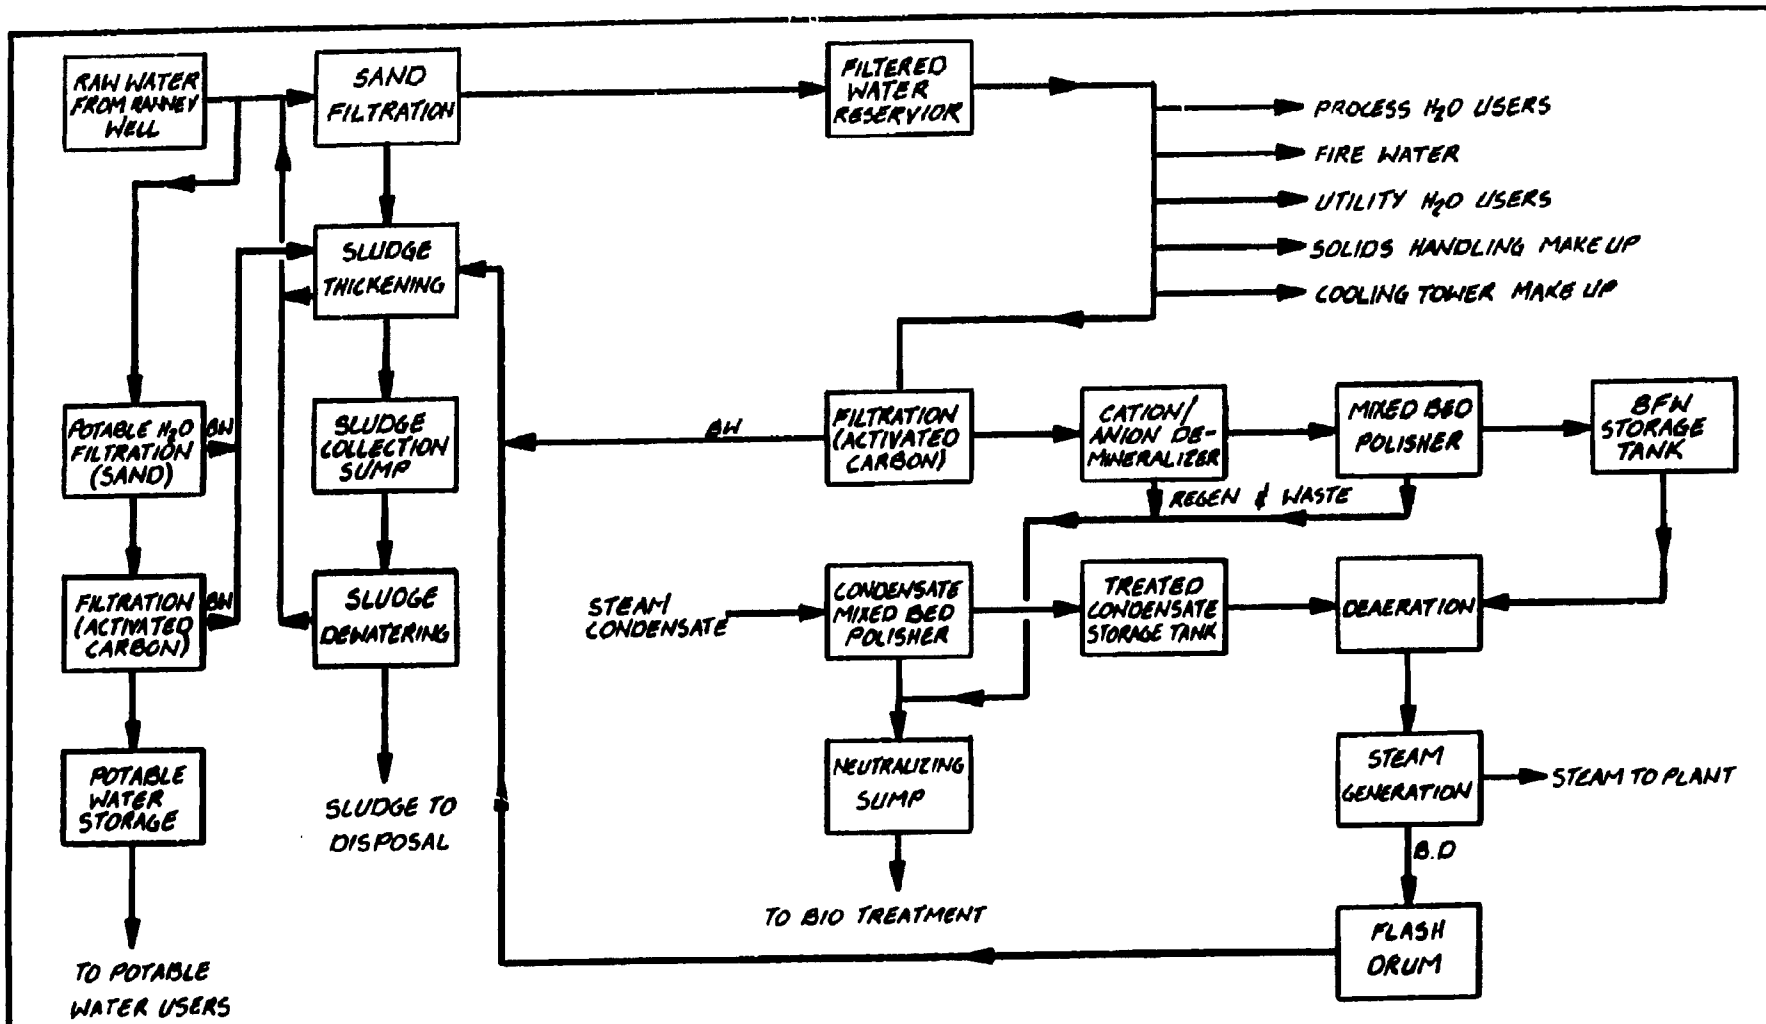 RAW WATER
FROM RANNEY
WELL
SAND
FILTRATION
FILTERED
WATER
RESERVIOR
PROCESS H₂O USERS
FIRE WATER
UTILITY H₂O USERS
SOLIDS HANDLING MAKE UP
COOLING TOWER MAKE UP
SLUDGE
THICKENING
POTABLE H₂O
FILTRATION
(SAND)
BW
SLUDGE
COLLECTION
SUMP
BW
FILTRATION
(ACTIVATED
CARBON)
CATION/
ANION DE-
MINERALIZER
MIXED BED
POLISHER
BFW
STORAGE
TANK
REGEN & WASTE
FILTRATION
(ACTIVATED
CARBON)
BW
SLUDGE
DEWATERING
STEAM
CONDENSATE
CONDENSATE
MIXED BED
POLISHER
TREATED
CONDENSATE
STORAGE TANK
DEAERATION
POTABLE
WATER
STORAGE
SLUDGE TO
DISPOSAL
NEUTRALIZING
SUMP
STEAM
GENERATION
STEAM TO PLANT
B.D
TO BIO TREATMENT
FLASH
DRUM
TO POTABLE
WATER USERS